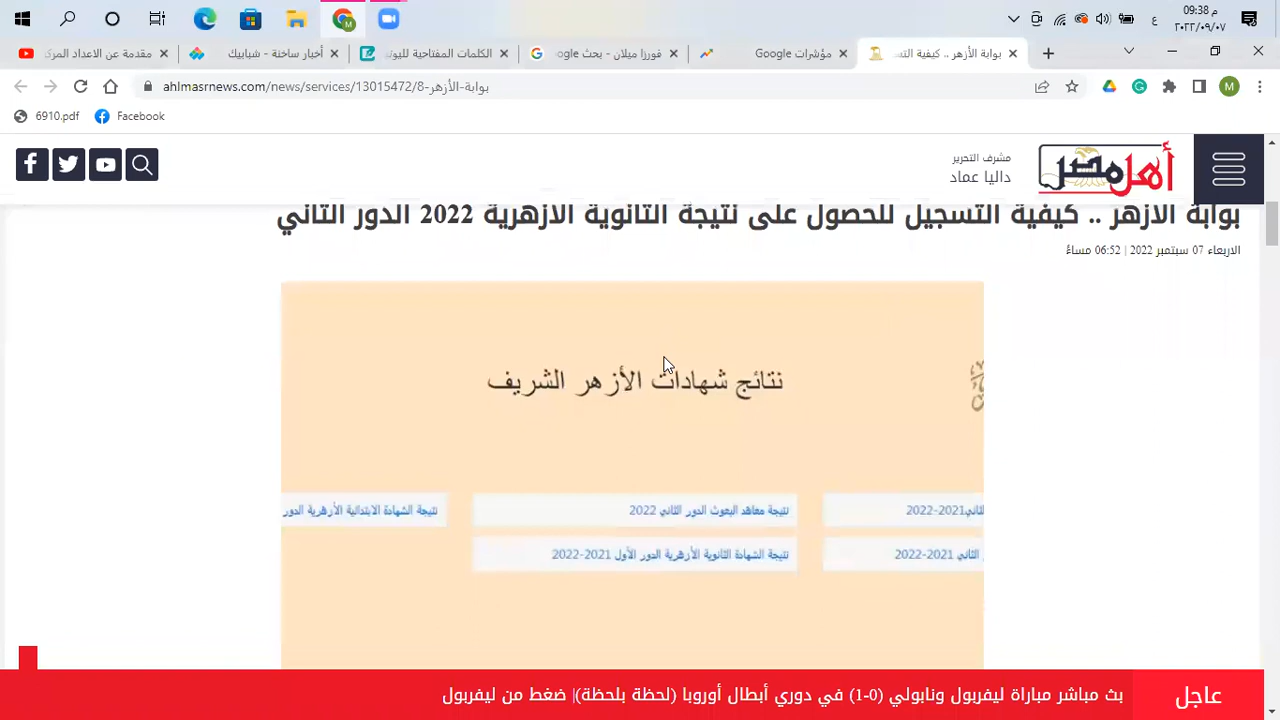 09:38 م
ع
٢٠٢٢/٠٩/٠٧
مقدمة عن الاعداد المرك
أخبار ساخنة - شبابيك
الكلمات المفتاحية لليوتي
فورزا ميلان - بحث Google
مؤشرات Google
بوابة الأزهر .. كيفية التس
ahlmasrnews.com/news/services/13015472/8-بوابة-الأزهر
M
6910.pdf
Facebook
أهل مصر
مشرف التحرير
داليا عماد
بوابة الأزهر .. كيفية التسجيل للحصول على نتيجة الثانوية الأزهرية 2022 الدور الثاني
الاربعاء 07 سبتمبر 2022 | 06:52 مساءً
نتائج شهادات الأزهر الشريف
الثاني2021-2022
نتيجة معاهد البعوث الدور الثاني 2022
نتيجة الشهادة الابتدائية الأزهرية الدور
الثاني 2021-2022
نتيجة الشهادة الثانوية الأزهرية الدور الأول 2021-2022
عاجل
بث مباشر مباراة ليفربول ونابولي (0-1) في دوري أبطال أوروبا (لحظة بلحظة)| ضغط من ليفربول